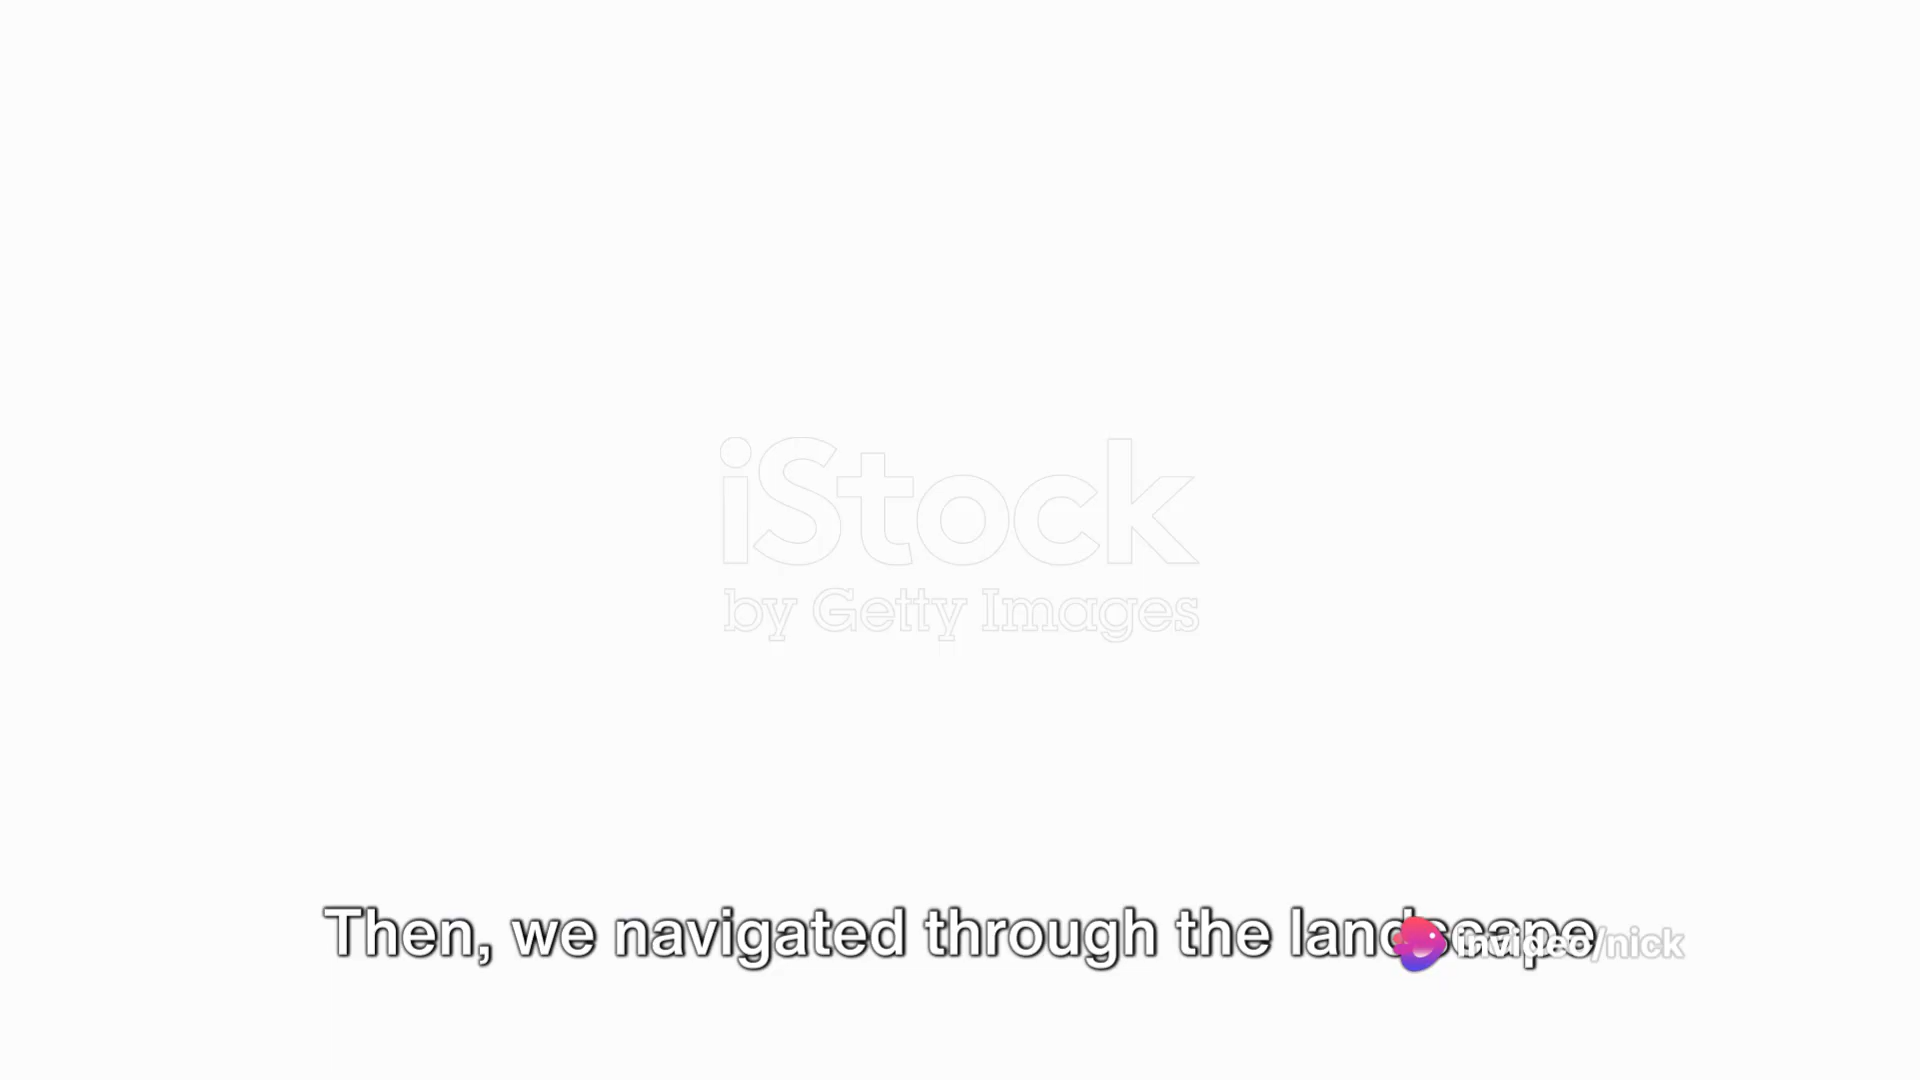 iStock
by Getty Images
Then, we navigated through the landscape
invideo/nick